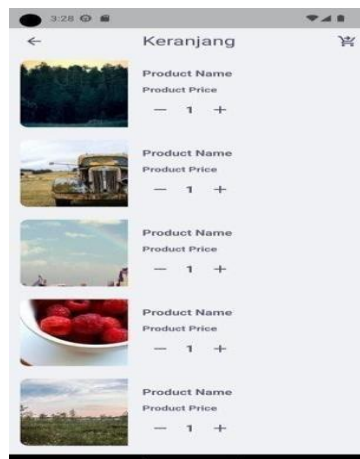 3:28
Keranjang
Product Name
Product Price
— 1 +
Product Name
Product Price
— 1 +
Product Name
Product Price
— 1 +
Product Name
Product Price
— 1 +
Product Name
Product Price
— 1 +